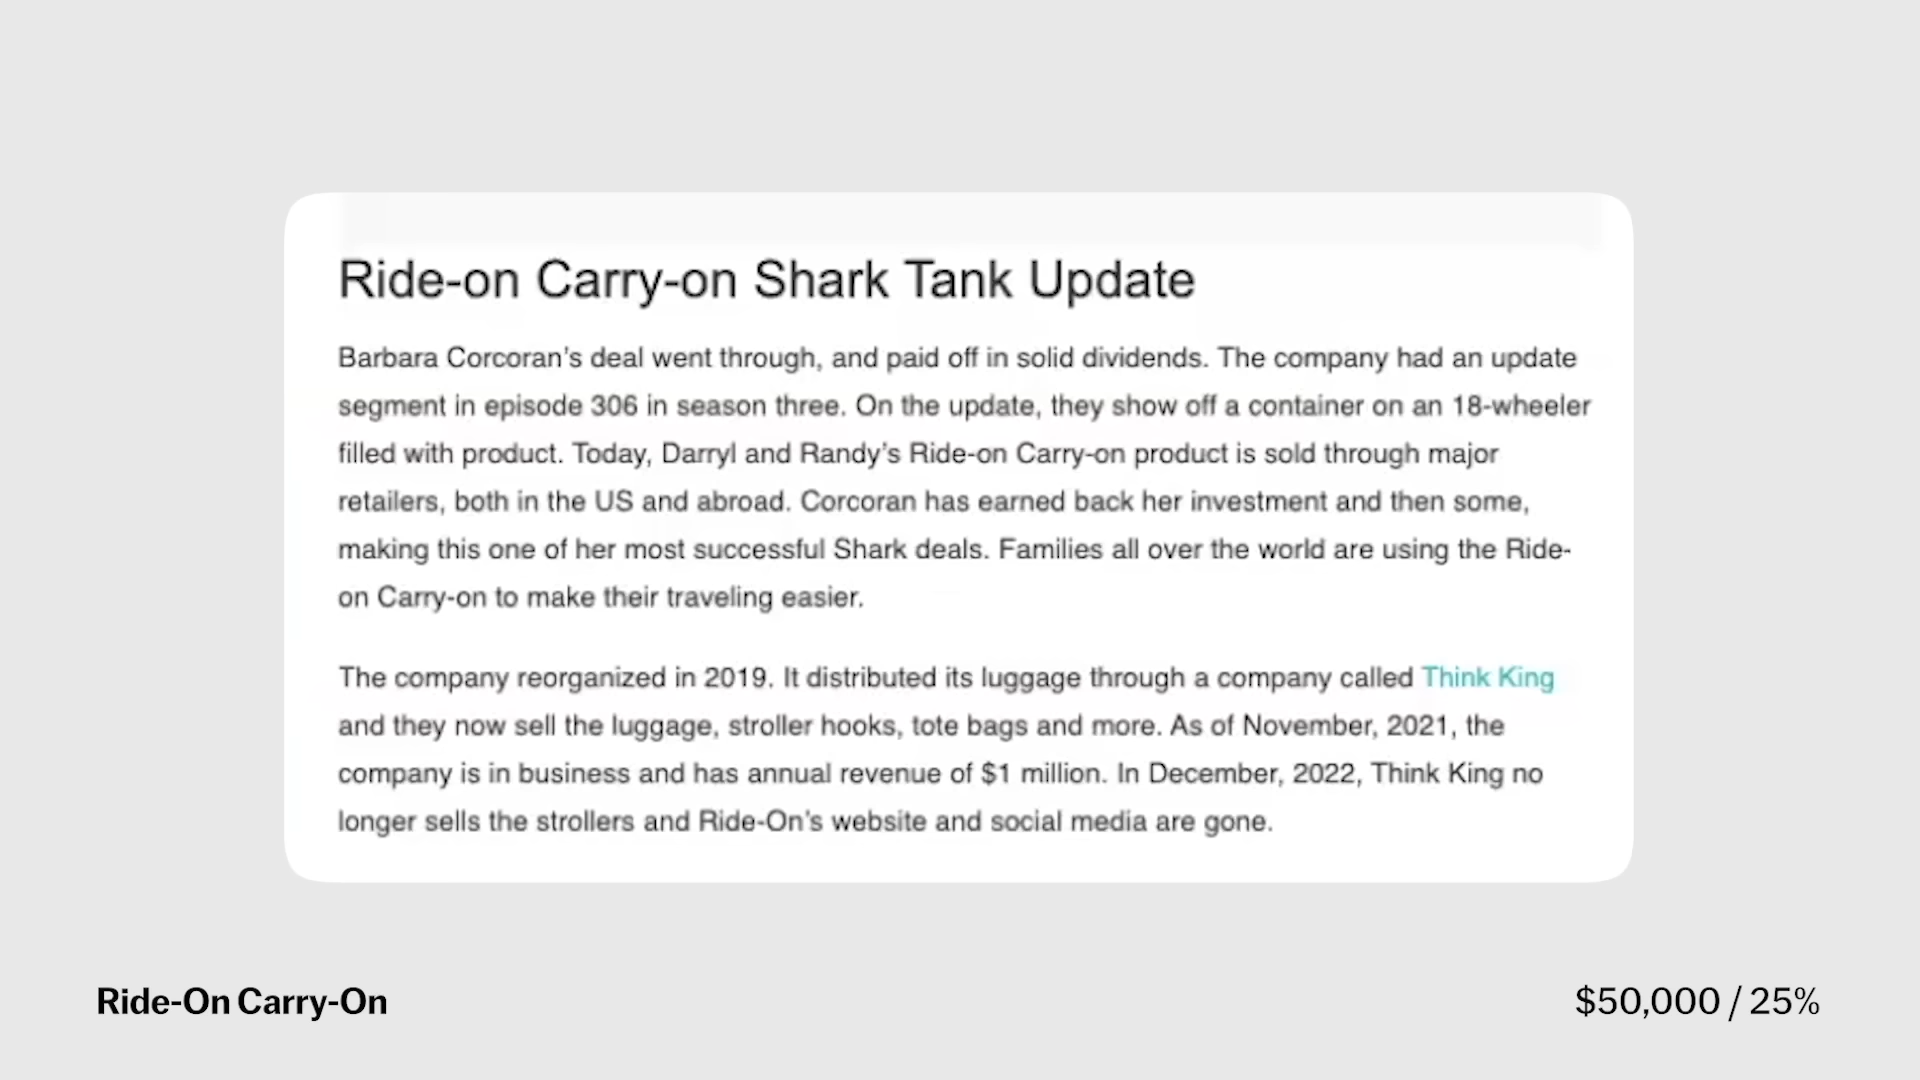 Ride-on Carry-on Shark Tank Update
Barbara Corcoran's deal went through, and paid off in solid dividends. The company had an update
segment in episode 306 in season three. On the update, they show off a container on an 18-wheeler
filled with product. Today, Darryl and Randy's Ride-on Carry-on product is sold through major
retailers, both in the US and abroad. Corcoran has earned back her investment and then some,
making this one of her most successful Shark deals. Families all over the world are using the Ride-
on Carry-on to make their traveling easier.
The company reorganized in 2019. It distributed its luggage through a company called Think King
and they now sell the luggage, stroller hooks, tote bags and more. As of November, 2021, the
company is in business and has annual revenue of $1 million. In December, 2022, Think King no
longer sells the strollers and Ride-On's website and social media are gone.
Ride-On Carry-On
$50,000 / 25%